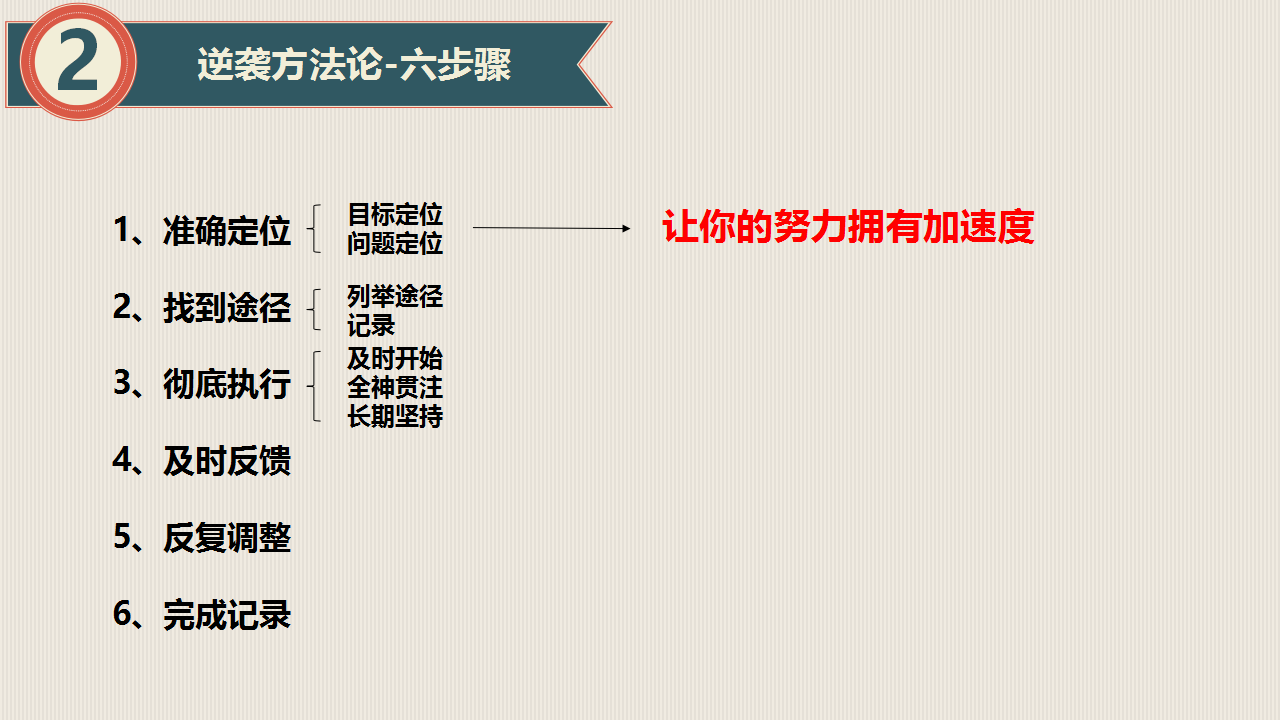 2
逆袭方法论-六步骤
1、准确定位
目标定位
问题定位
让你的努力拥有加速度
2、找到途径
列举途径
记录
3、彻底执行
及时开始
全神贯注
长期坚持
4、及时反馈
5、反复调整
6、完成记录